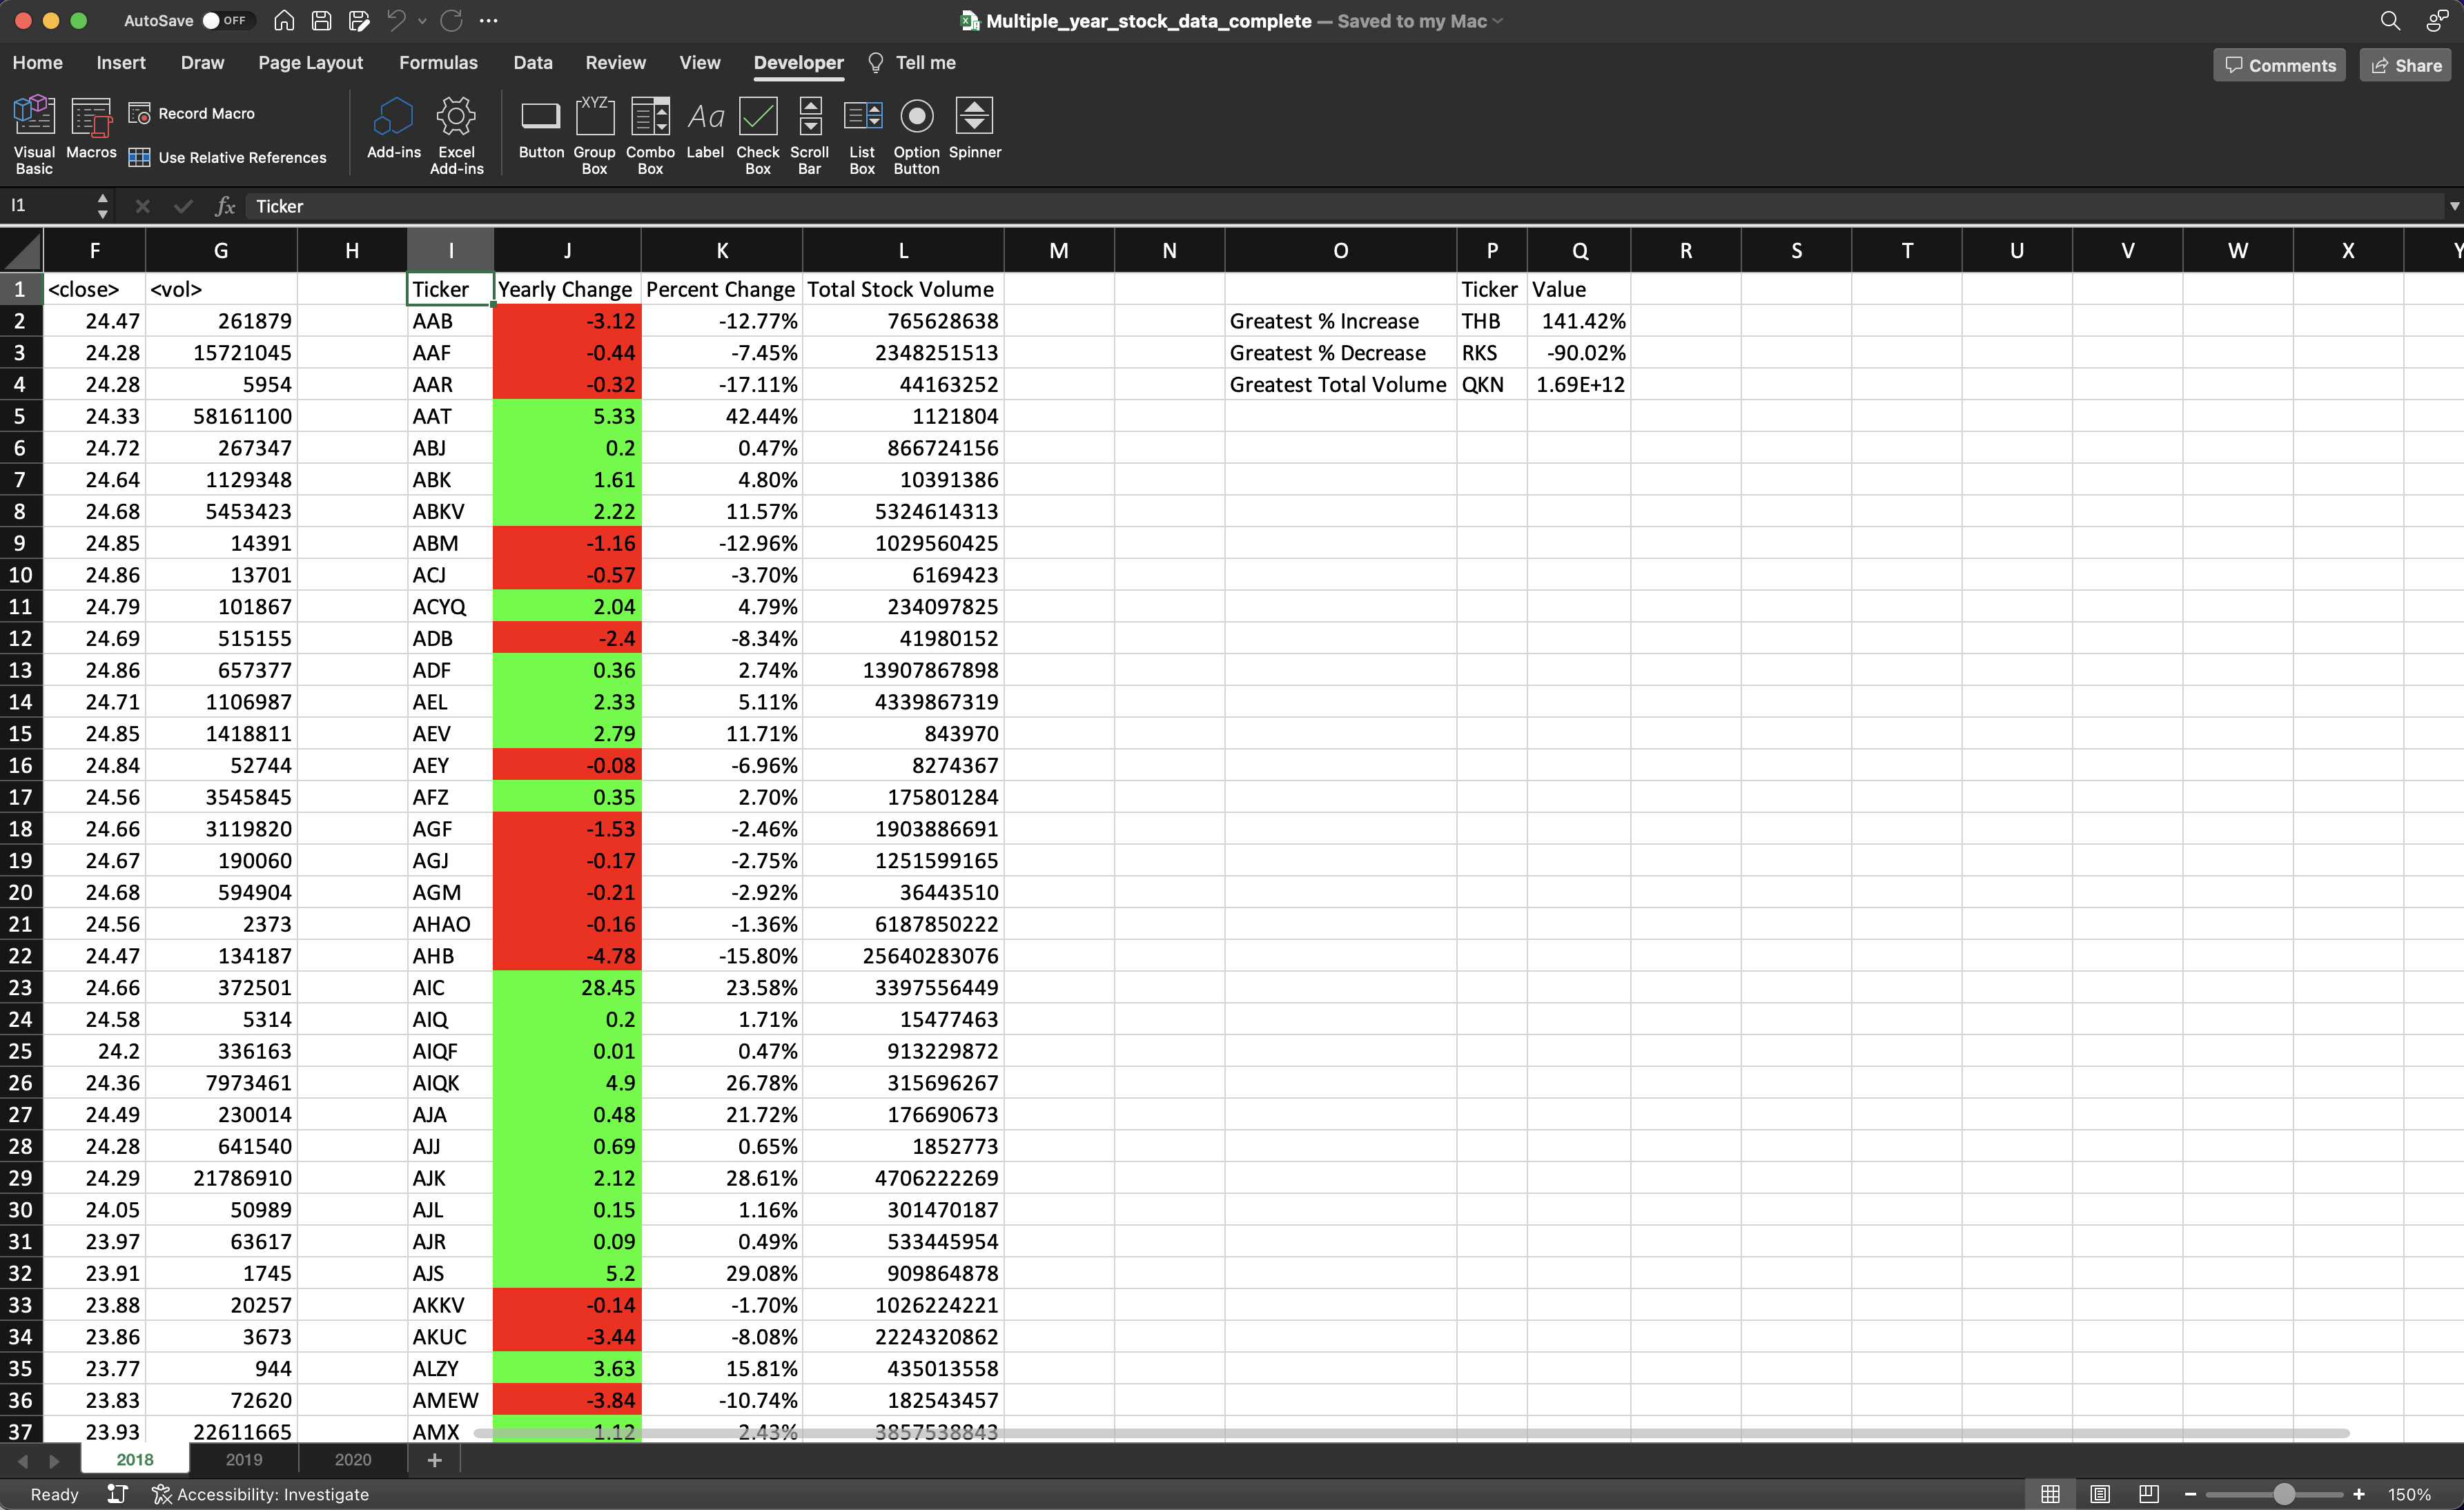 AutoSave OFF Multiple_year_stock_data_complete — Saved to my Mac
Home Insert Draw Page Layout Formulas Data Review View Developer Tell me Comments Share
Visual Basic Macros Record Macro Use Relative References Add-ins Excel Add-ins Button XYZ Group Box Combo Box Aa Label Check Box Scroll Bar List Box Option Button Spinner
I1 fx Ticker
F G H I J K L M N O P Q R S T U V W X Y
1 <close> <vol> Ticker Yearly Change Percent Change Total Stock Volume Ticker Value
2 24.47 261879 AAB -3.12 -12.77% 765628638 Greatest % Increase THB 141.42%
3 24.28 15721045 AAF -0.44 -7.45% 2348251513 Greatest % Decrease RKS -90.02%
4 24.28 5954 AAR -0.32 -17.11% 44163252 Greatest Total Volume QKN 1.69E+12
5 24.33 58161100 AAT 5.33 42.44% 1121804
6 24.72 267347 ABJ 0.2 0.47% 866724156
7 24.64 1129348 ABK 1.61 4.80% 10391386
8 24.68 5453423 ABKV 2.22 11.57% 5324614313
9 24.85 14391 ABM -1.16 -12.96% 1029560425
10 24.86 13701 ACJ -0.57 -3.70% 6169423
11 24.79 101867 ACYQ 2.04 4.79% 234097825
12 24.69 515155 ADB -2.4 -8.34% 41980152
13 24.86 657377 ADF 0.36 2.74% 13907867898
14 24.71 1106987 AEL 2.33 5.11% 4339867319
15 24.85 1418811 AEV 2.79 11.71% 843970
16 24.84 52744 AEY -0.08 -6.96% 8274367
17 24.56 3545845 AFZ 0.35 2.70% 175801284
18 24.66 3119820 AGF -1.53 -2.46% 1903886691
19 24.67 190060 AGJ -0.17 -2.75% 1251599165
20 24.68 594904 AGM -0.21 -2.92% 36443510
21 24.56 2373 AHAO -0.16 -1.36% 6187850222
22 24.47 134187 AHB -4.78 -15.80% 25640283076
23 24.66 372501 AIC 28.45 23.58% 3397556449
24 24.58 5314 AIQ 0.2 1.71% 15477463
25 24.2 336163 AIQF 0.01 0.47% 913229872
26 24.36 7973461 AIQK 4.9 26.78% 315696267
27 24.49 230014 AJA 0.48 21.72% 176690673
28 24.28 641540 AJJ 0.69 0.65% 1852773
29 24.29 21786910 AJK 2.12 28.61% 4706222269
30 24.05 50989 AJL 0.15 1.16% 301470187
31 23.97 63617 AJR 0.09 0.49% 533445954
32 23.91 1745 AJS 5.2 29.08% 909864878
33 23.88 20257 AKKV -0.14 -1.70% 1026224221
34 23.86 3673 AKUC -3.44 -8.08% 2224320862
35 23.77 944 ALZY 3.63 15.81% 435013558
36 23.83 72620 AMEW -3.84 -10.74% 182543457
37 23.93 22611665 AMX 1.12 2.43% 3857538843
2018 2019 2020 +
Ready Accessibility: Investigate 150%